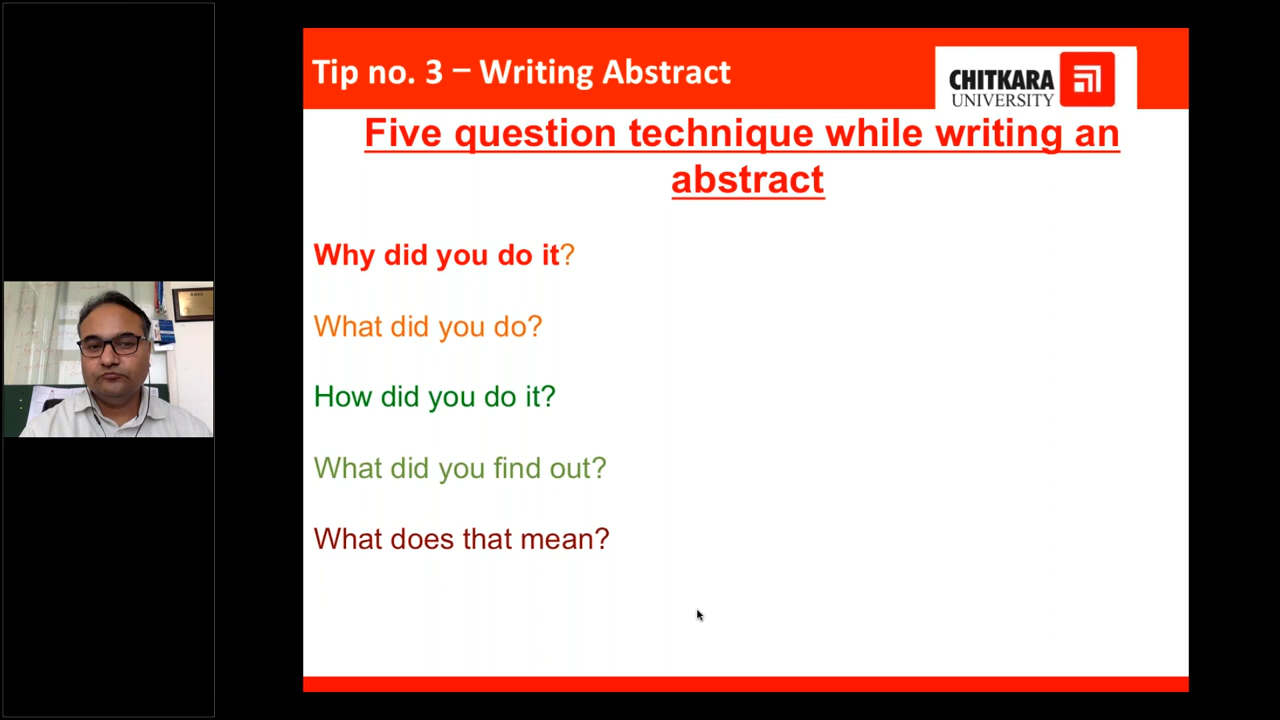 Tip no. 3 – Writing Abstract
CHITKARA
UNIVERSITY
Five question technique while writing an
abstract
Why did you do it?
What did you do?
How did you do it?
What did you find out?
What does that mean?